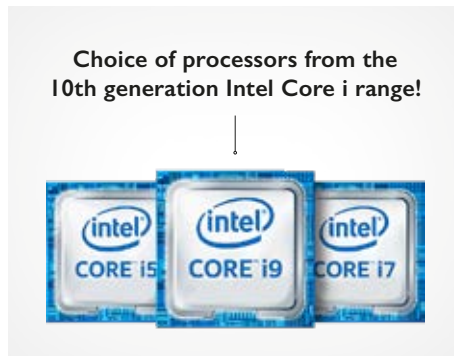 Choice of processors from the
10th generation Intel Core i range!
intel
CORE i5
intel
CORE i9
intel
CORE i7